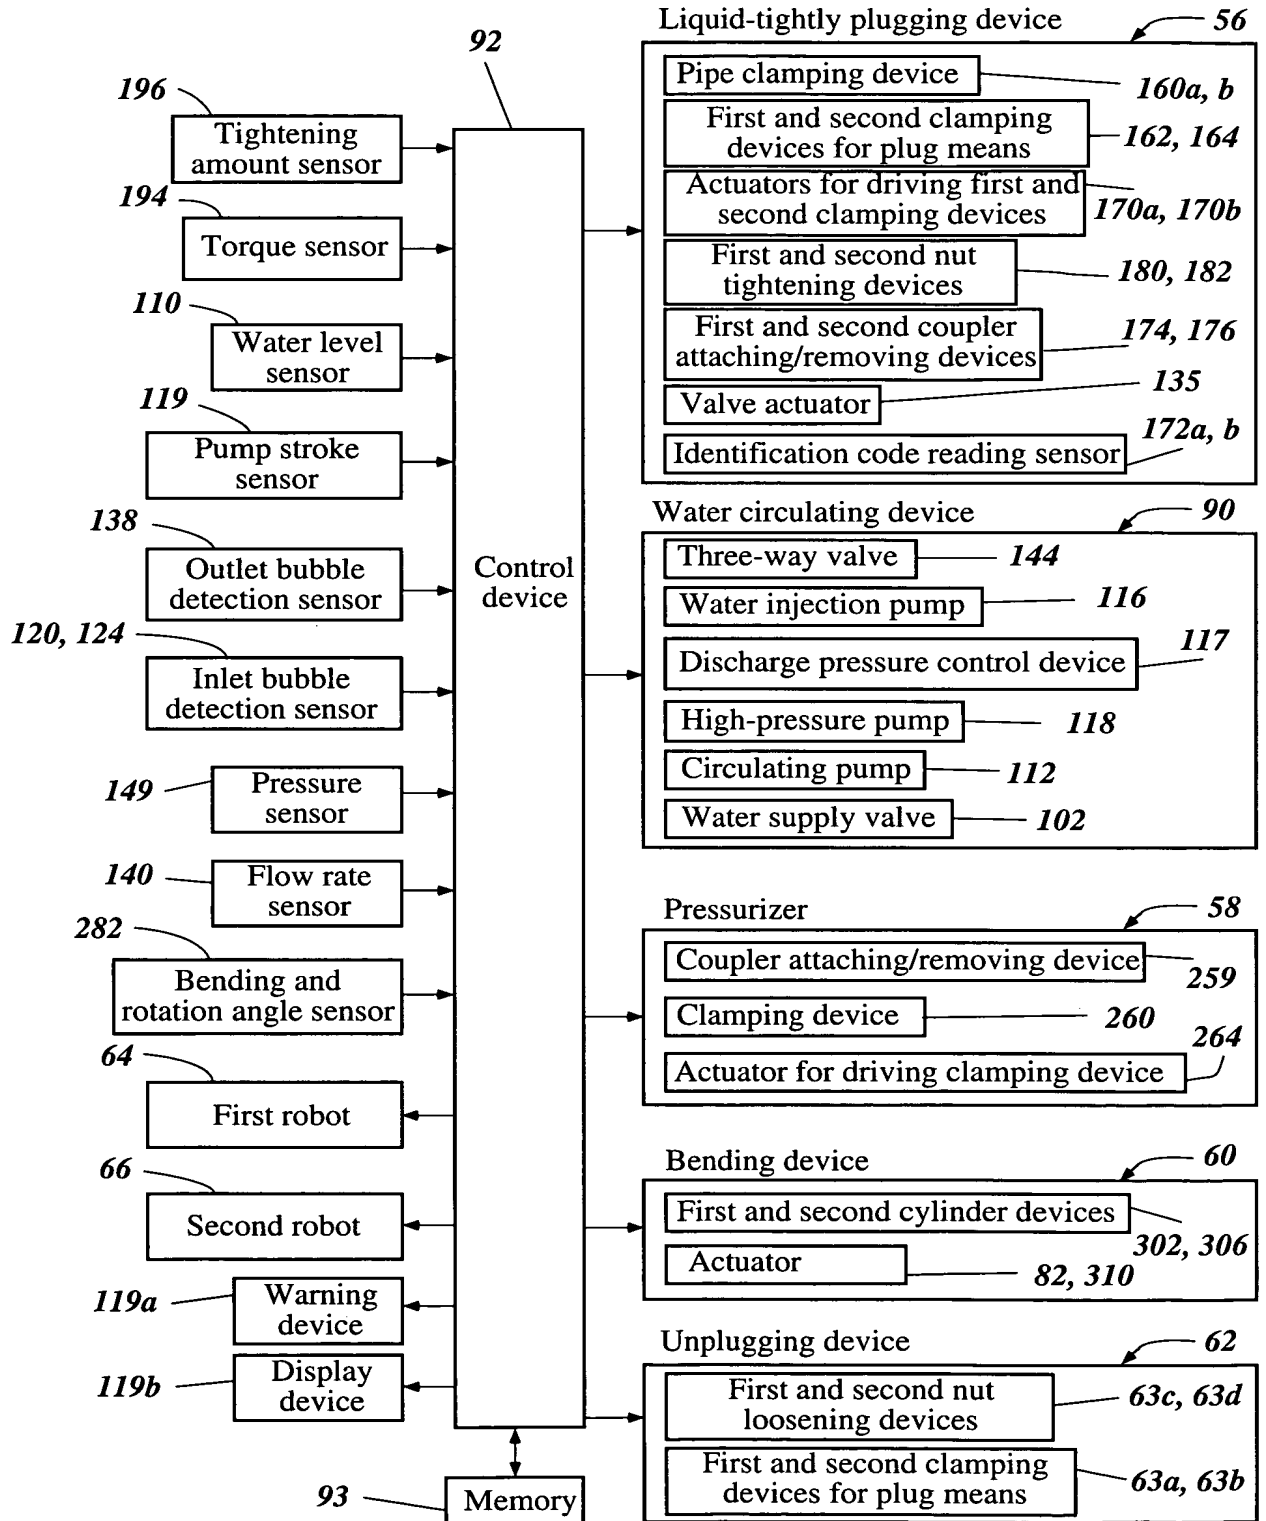 92
196
Tightening
amount sensor
194
Torque sensor
110
Water level
sensor
119
Pump stroke
sensor
138
Outlet bubble
detection sensor
120, 124
Inlet bubble
detection sensor
149
Pressure
sensor
140
Flow rate
sensor
282
Bending and
rotation angle sensor
64
First robot
66
Second robot
119a
Warning
device
119b
Display
device
Control
device
93
Memory
Liquid-tightly plugging device
56
Pipe clamping device
160a, b
First and second clamping
devices for plug means
162, 164
Actuators for driving first and
second clamping devices
170a, 170b
First and second nut
tightening devices
180, 182
First and second coupler
attaching/removing devices
174, 176
Valve actuator
135
Identification code reading sensor
172a, b
Water circulating device
90
Three-way valve
144
Water injection pump
116
Discharge pressure control device
117
High-pressure pump
118
Circulating pump
112
Water supply valve
102
Pressurizer
58
Coupler attaching/removing device
259
Clamping device
260
Actuator for driving clamping device
264
Bending device
60
First and second cylinder devices
302, 306
Actuator
82, 310
Unplugging device
62
First and second nut
loosening devices
63c, 63d
First and second clamping
devices for plug means
63a, 63b